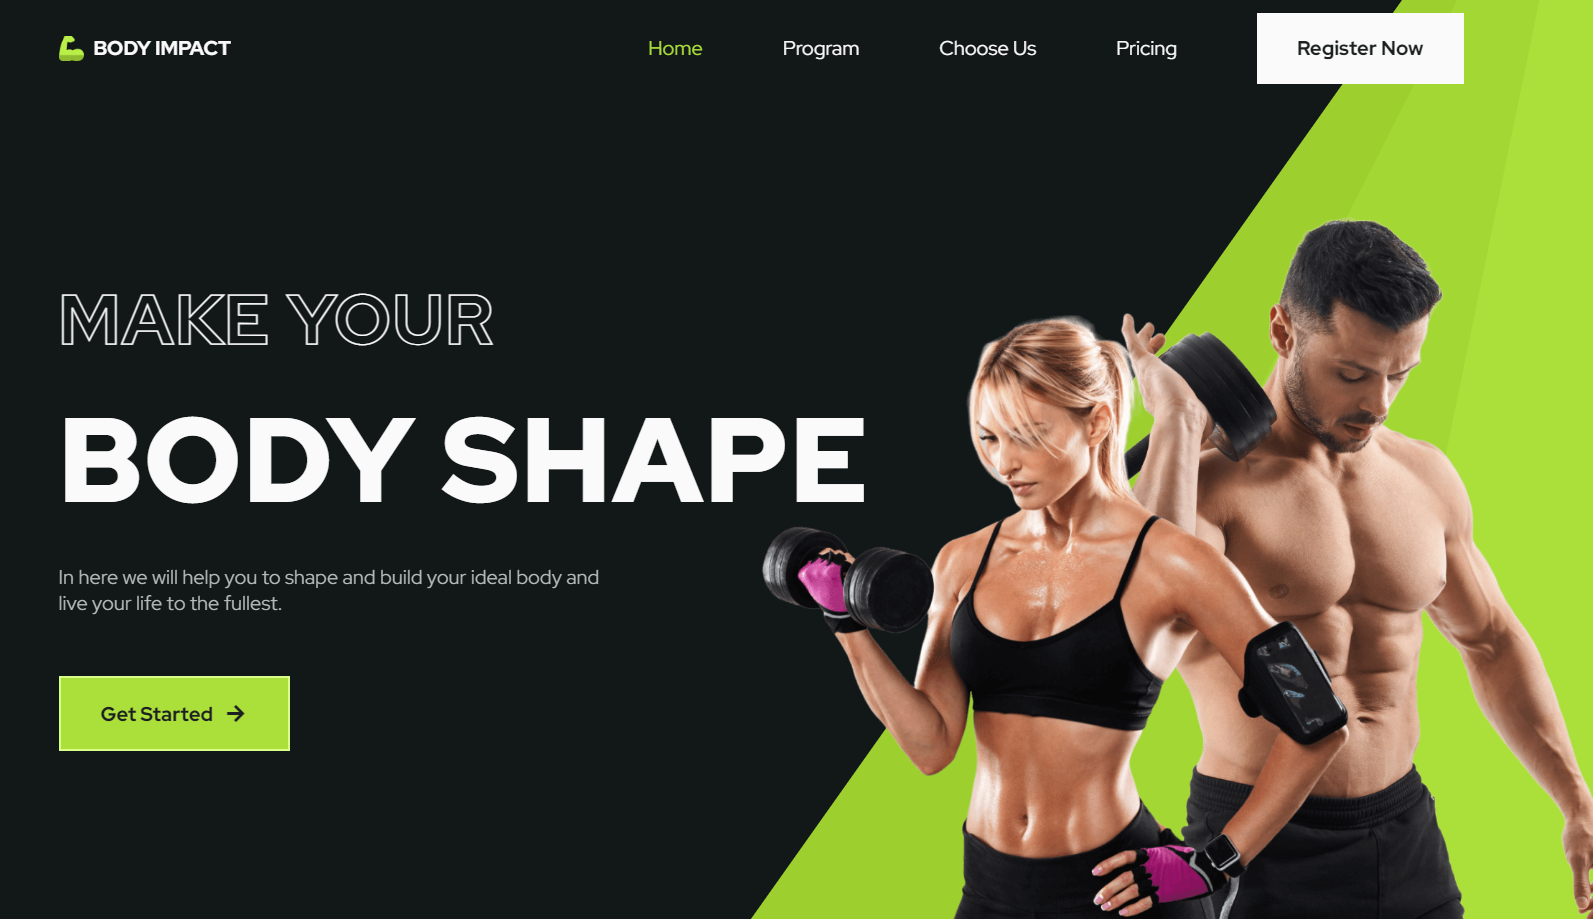 BODY IMPACT
Home
Program
Choose Us
Pricing
Register Now
MAKE YOUR
BODY SHAPE
In here we will help you to shape and build your ideal body and
live your life to the fullest.
Get Started